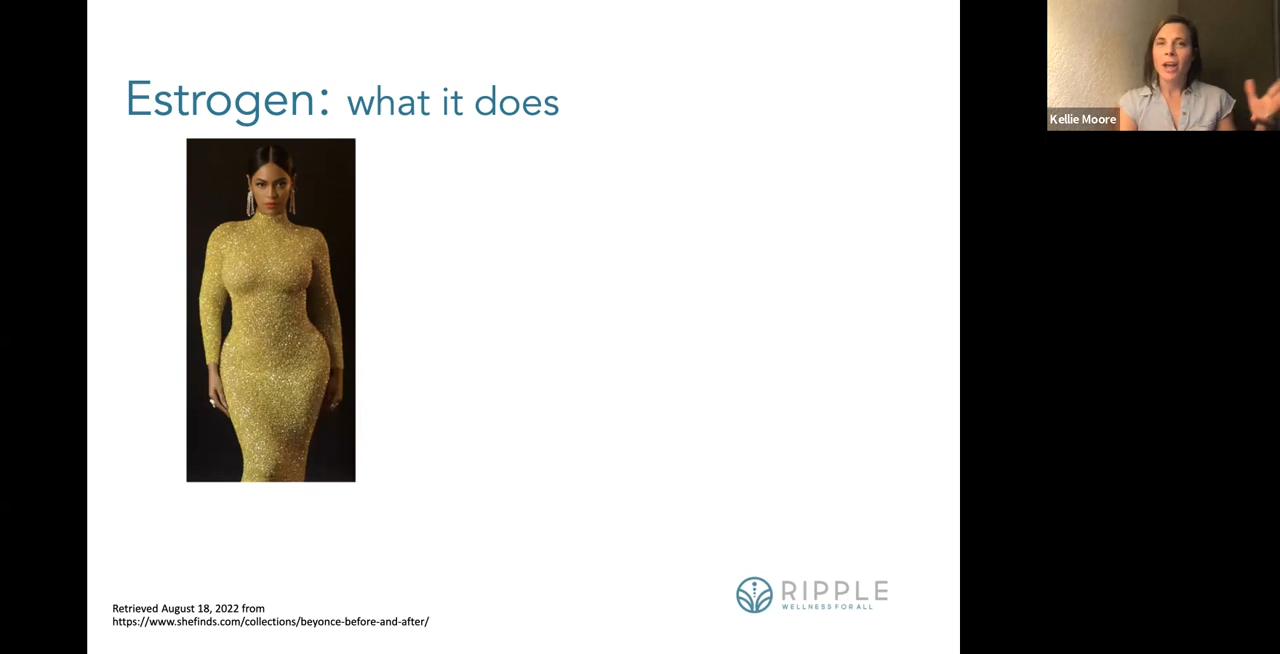 Estrogen: what it does
Kellie Moore
Retrieved August 18, 2022 from
https://www.shefinds.com/collections/beyonce-before-and-after/
RIPPLE
WELLNESS FOR ALL